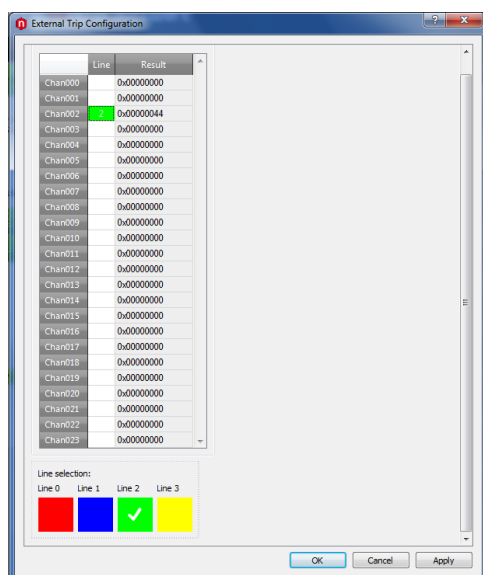 External Trip Configuration
Line Result
Chan000 0x00000000
Chan001 0x00000000
Chan002 2 0x00000044
Chan003 0x00000000
Chan004 0x00000000
Chan005 0x00000000
Chan006 0x00000000
Chan007 0x00000000
Chan008 0x00000000
Chan009 0x00000000
Chan010 0x00000000
Chan011 0x00000000
Chan012 0x00000000
Chan013 0x00000000
Chan014 0x00000000
Chan015 0x00000000
Chan016 0x00000000
Chan017 0x00000000
Chan018 0x00000000
Chan019 0x00000000
Chan020 0x00000000
Chan021 0x00000000
Chan022 0x00000000
Chan023 0x00000000
Line selection:
Line 0 Line 1 Line 2 Line 3
OK Cancel Apply